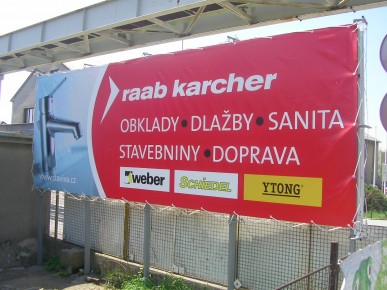 raab karcher
OBKLADY • DLAŽBY • SANITA
STAVEBNINY • DOPRAVA
weber SCHIEDEL YTONG